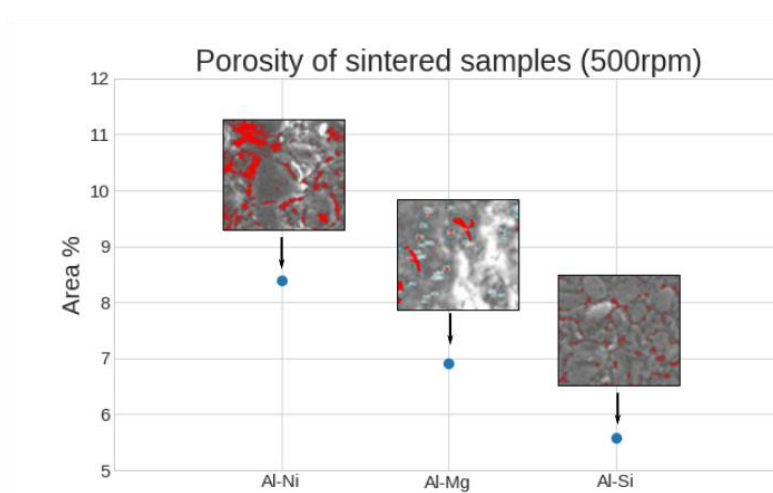 Porosity of sintered samples (500rpm)
Area %
12
11
10
9
8
7
6
5
Al-Ni
Al-Mg
Al-Si